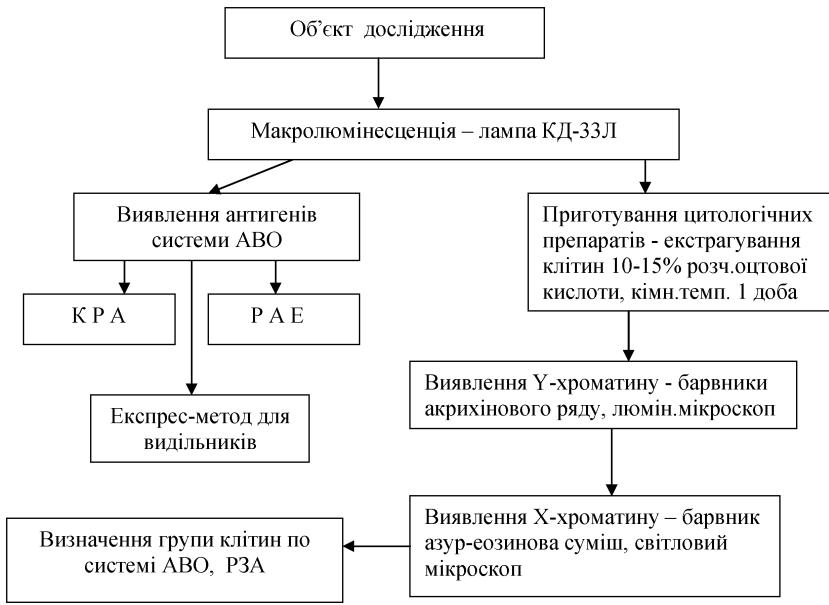 Об’єкт дослідження
Макролюмінесценція – лампа КД-33Л
Виявлення антигенів
системи АВО
К Р А
Р А Е
Експрес-метод для
видільників
Приготування цитологічних
препаратів - екстрагування
клітин 10-15% розч.оцтової
кислоти, кімн.темп. 1 доба
Виявлення Y-хроматину - барвники
акрихінового ряду, люмін.мікроскоп
Виявлення Х-хроматину – барвник
азур-еозинова суміш, світловий
мікроскоп
Визначення групи клітин по
системі АВО, РЗА